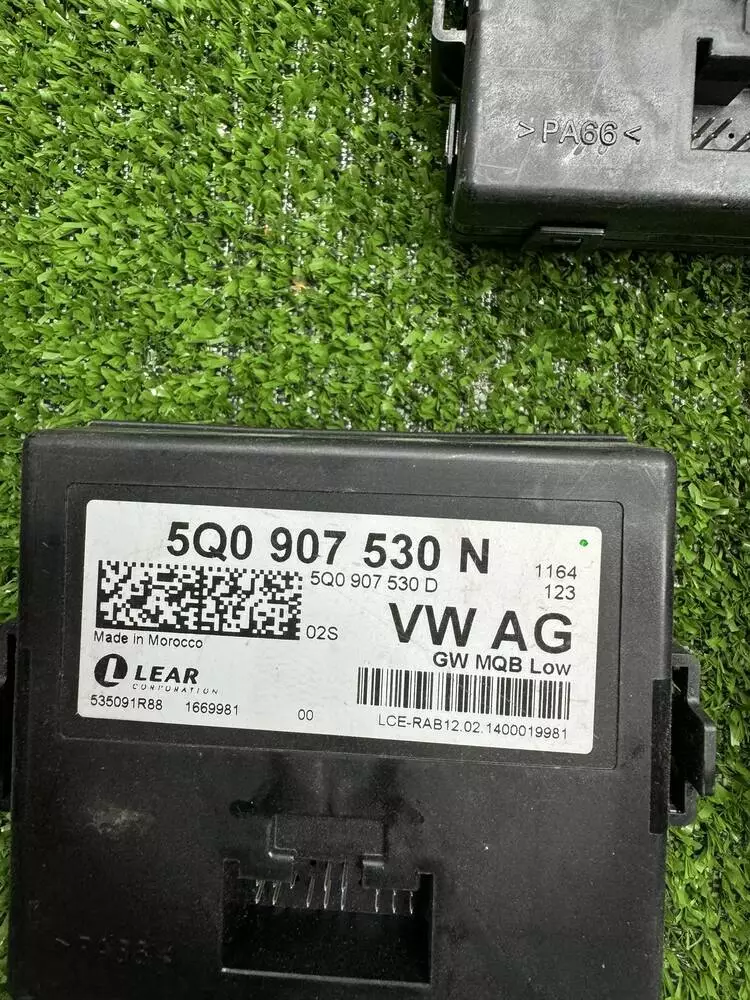 >PA66<
5Q0 907 530 N
1164
5Q0 907 530 D
123
02S
VW AG
Made in Morocco
GW MQB Low
LEAR
CORPORATION
535091R88 1669981 00
LCE-RAB12.02.1400019981
>PA66<